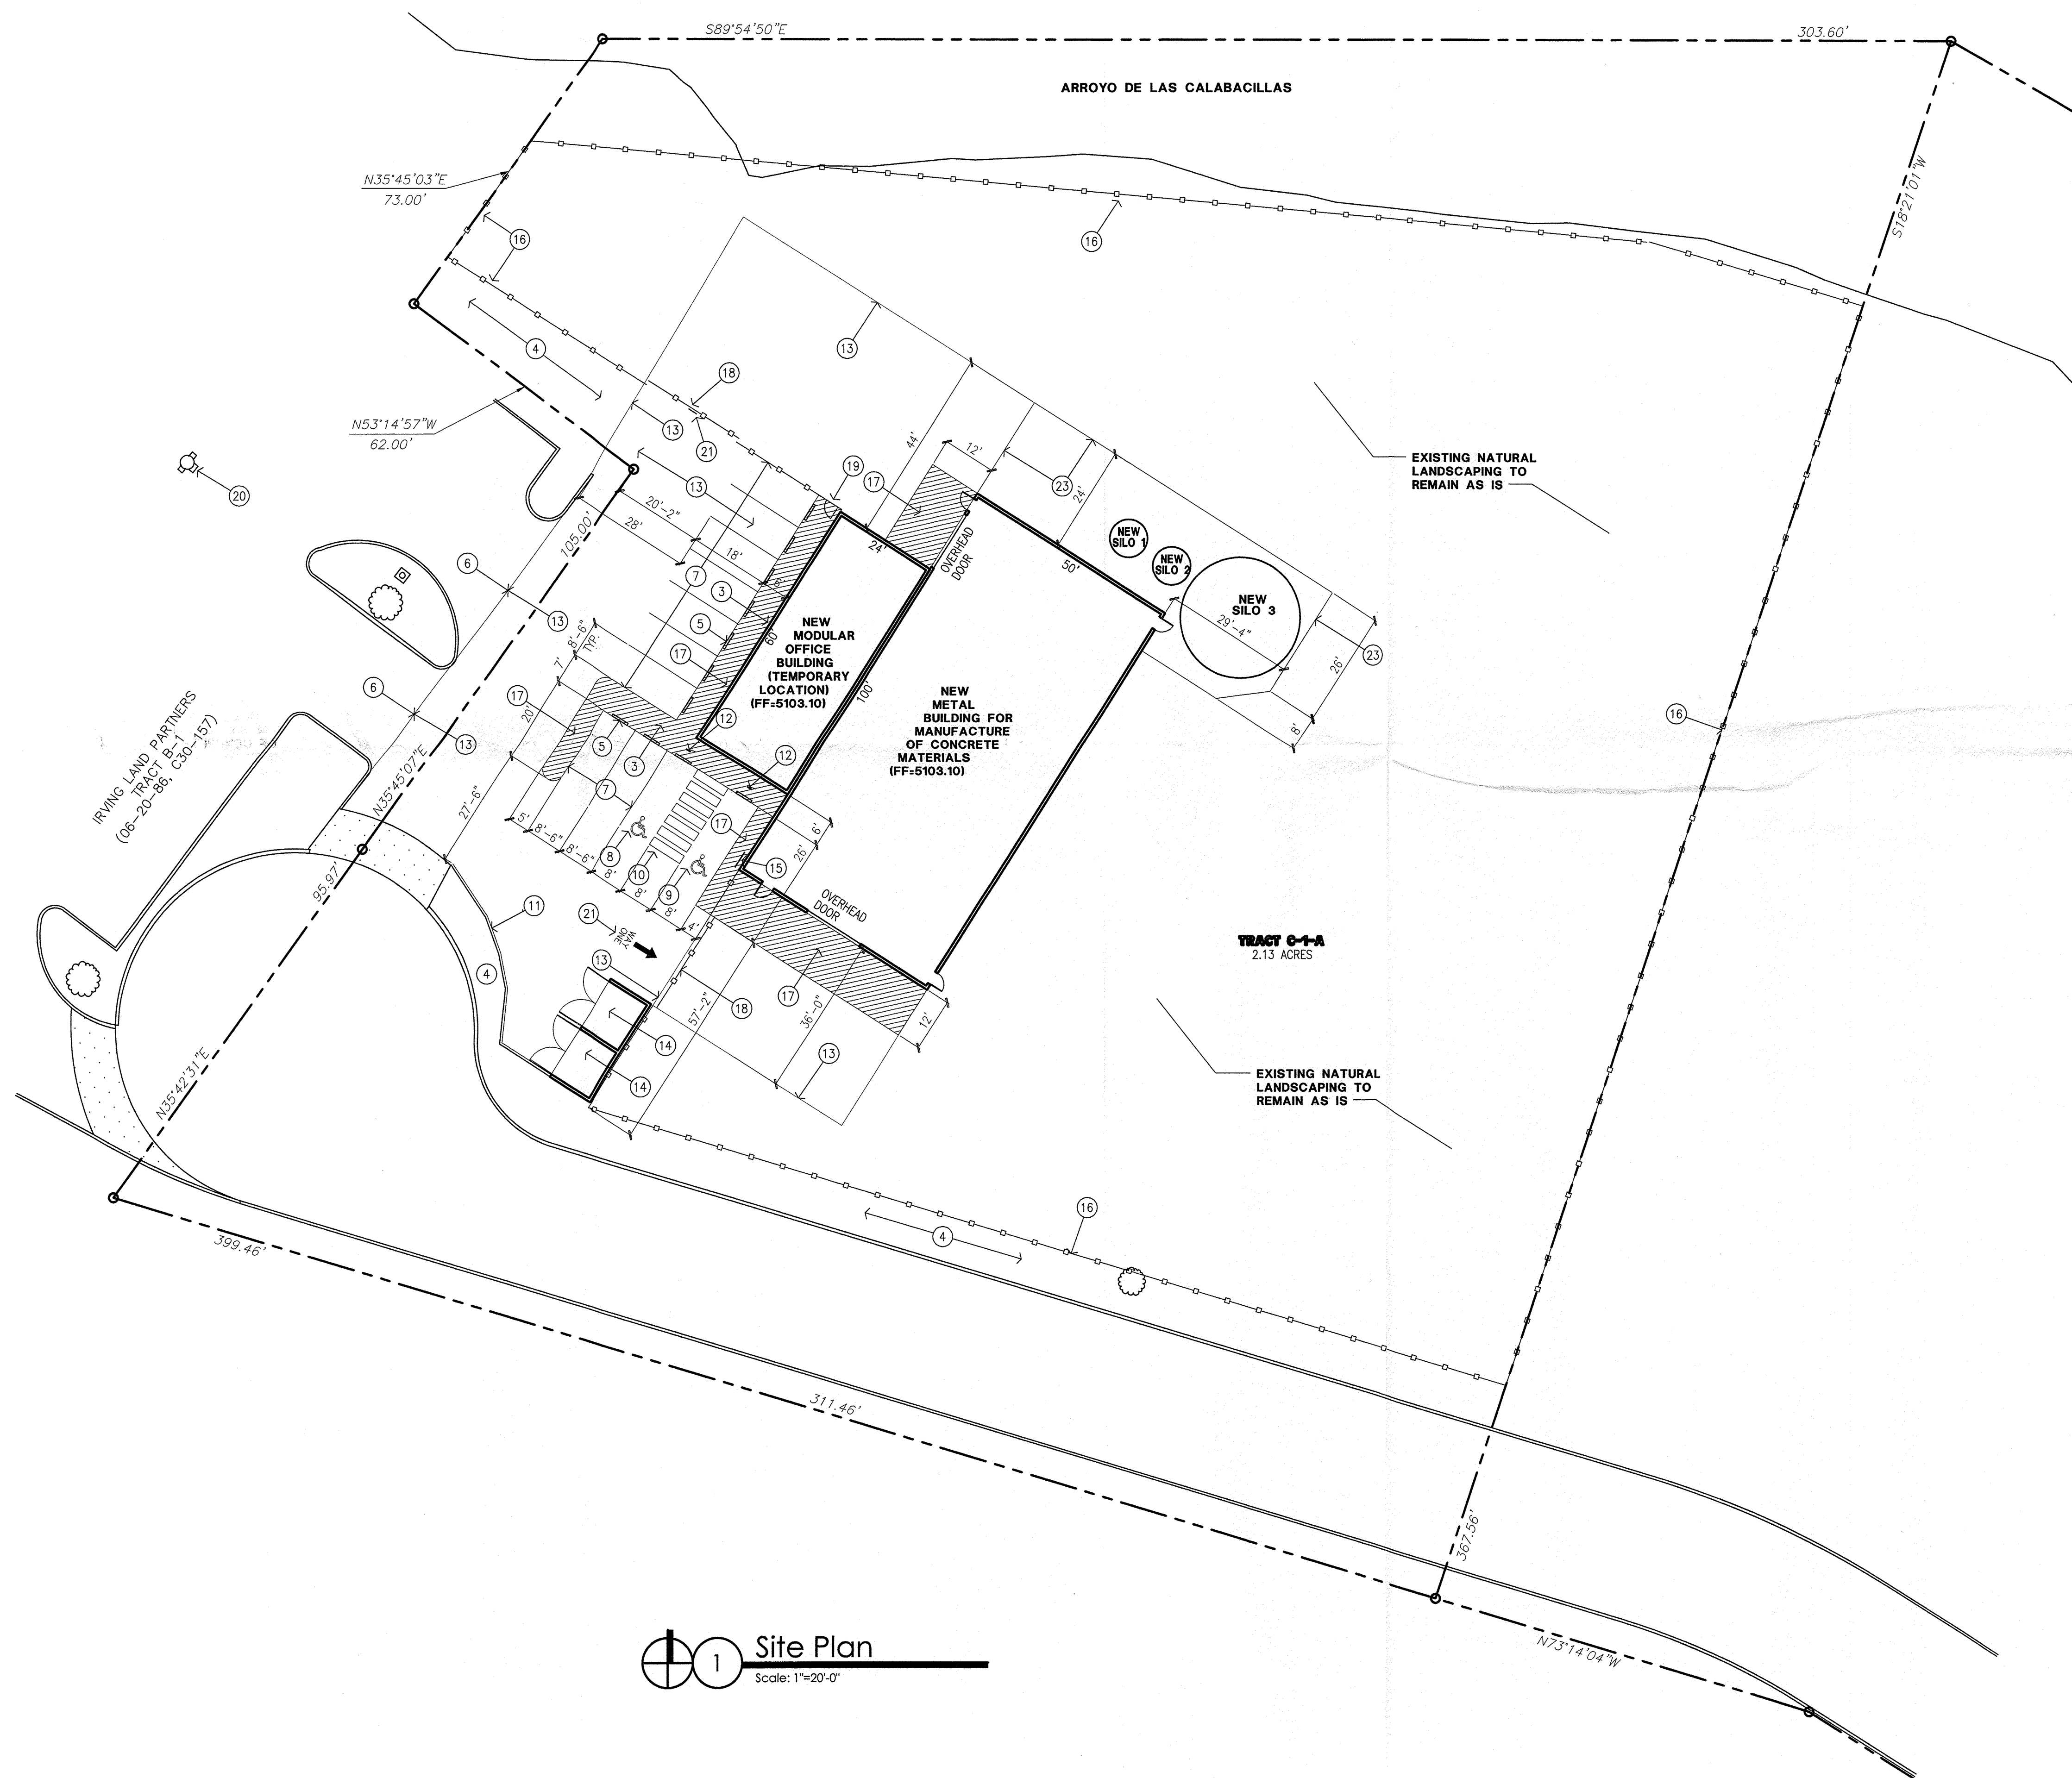 S89°54'50"E
303.60'
ARROYO DE LAS CALABACILLAS
N35°45'03"E
73.00'
S18°21'01"W
16
16
13
4
18
N53°14'57"W
62.00'
13
21
44'
12'
23
24'
EXISTING NATURAL
LANDSCAPING TO
REMAIN AS IS
20
13
19
17
20'-2"
28'
105.00'
18'
24'
OVERHEAD
DOOR
50'
NEW
SILO 1
NEW
SILO 2
NEW
SILO 3
29'-4"
26'
23
8'
6
13
7
6'
3
5
60'
17
8'-6"
TYP.
7'
NEW
MODULAR
OFFICE
BUILDING
(TEMPORARY
LOCATION)
(FF=5103.10)
100'
NEW
METAL
BUILDING FOR
MANUFACTURE
OF CONCRETE
MATERIALS
(FF=5103.10)
16
6
13
17
20'
5
3
12
12
7
IRVING LAND PARTNERS
TRACT B-1
(06-20-86, C30-157)
N35°45'07"E
27'-6"
5'
8'-6"
8'-6"
8'
8'
8'
4'
8
10
9
17
6'
26'
15
95.97'
11
21
ONE
WAY
OVERHEAD
DOOR
4
13
18
17
57'-2"
36'-0"
12'
14
13
14
TRACT C-1-A
2.13 ACRES
EXISTING NATURAL
LANDSCAPING TO
REMAIN AS IS
N35°42'31"E
399.46'
16
4
311.46'
367.56'
N73°14'04"W
1
Site Plan
Scale: 1"=20'-0"